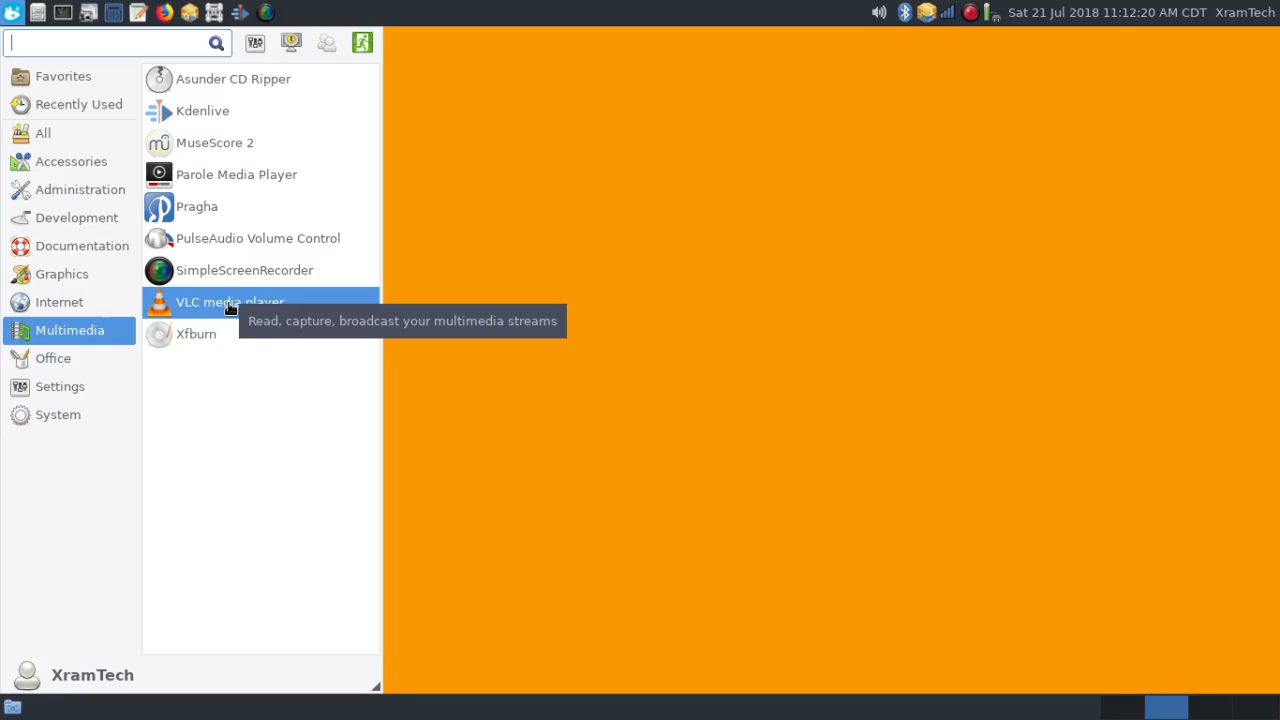 Sat 21 Jul 2018 11:12:20 AM CDT XramTech
Favorites
Recently Used
All
Accessories
Administration
Development
Documentation
Graphics
Internet
Multimedia
Office
Settings
System
Asunder CD Ripper
Kdenlive
MuseScore 2
Parole Media Player
Pragha
PulseAudio Volume Control
SimpleScreenRecorder
VLC media player
Read, capture, broadcast your multimedia streams
Xfburn
XramTech